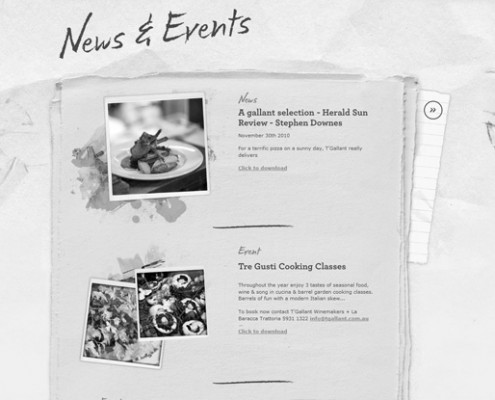 News & Events
News
A gallant selection - Herald Sun
Review - Stephen Downes
November 30th 2010
For a terrific pizza on a sunny day, T'Gallant really
delivers
Click to download
»
Event
Tre Gusti Cooking Classes
Throughout the year enjoy 3 tastes of seasonal food,
wine & song in cucina & barrel garden cooking classes.
Barrels of fun with a modern Italian skew...
To book now contact T'Gallant Winemakers + La
Baracca Trattoria 5931 1322 info@tgallant.com.au
...
Click to download